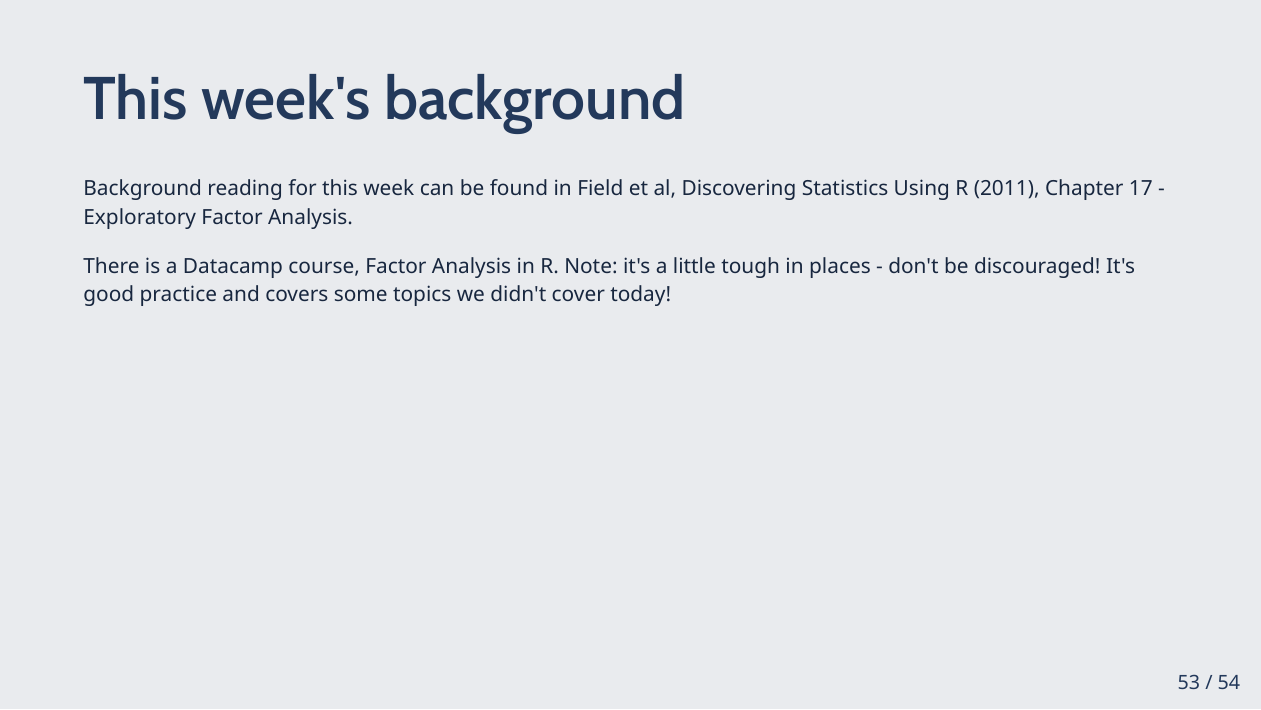 This week's background
Background reading for this week can be found in Field et al, Discovering Statistics Using R (2011), Chapter 17 -
Exploratory Factor Analysis.
There is a Datacamp course, Factor Analysis in R. Note: it's a little tough in places - don't be discouraged! It's
good practice and covers some topics we didn't cover today!
53 / 54